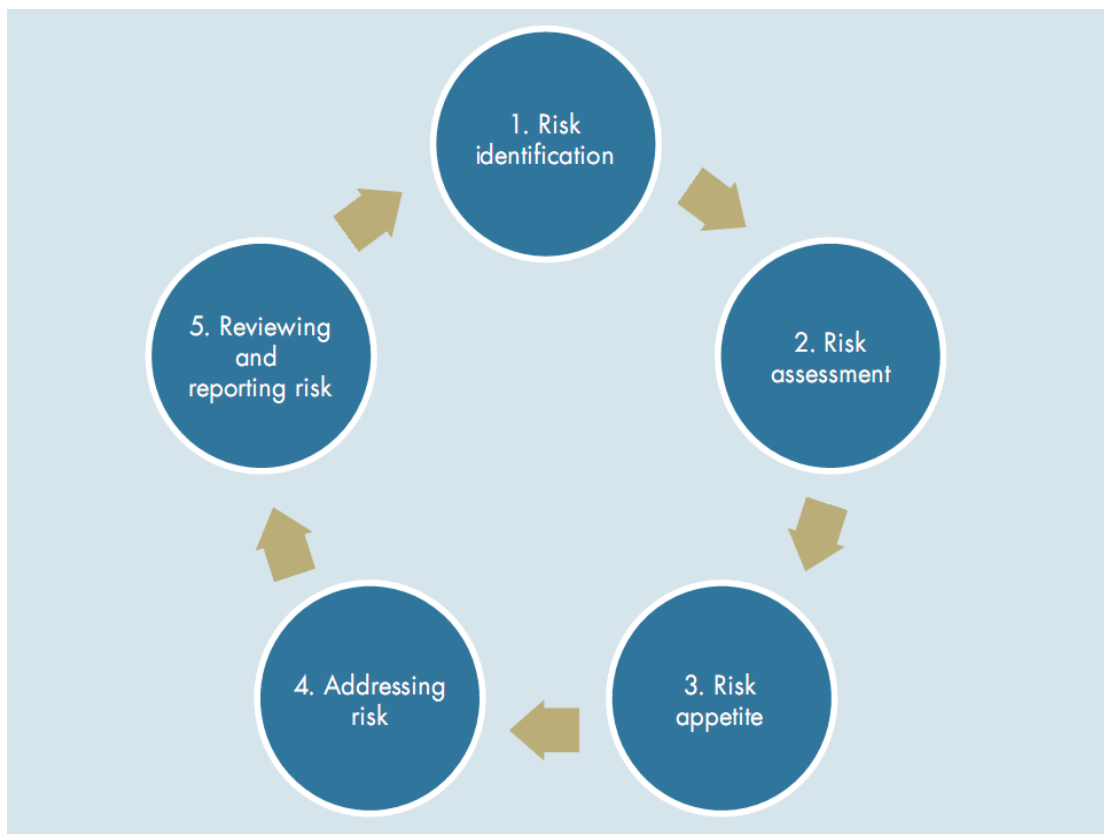 1. Risk
identification
2. Risk
assessment
3. Risk
appetite
4. Addressing
risk
5. Reviewing
and
reporting risk